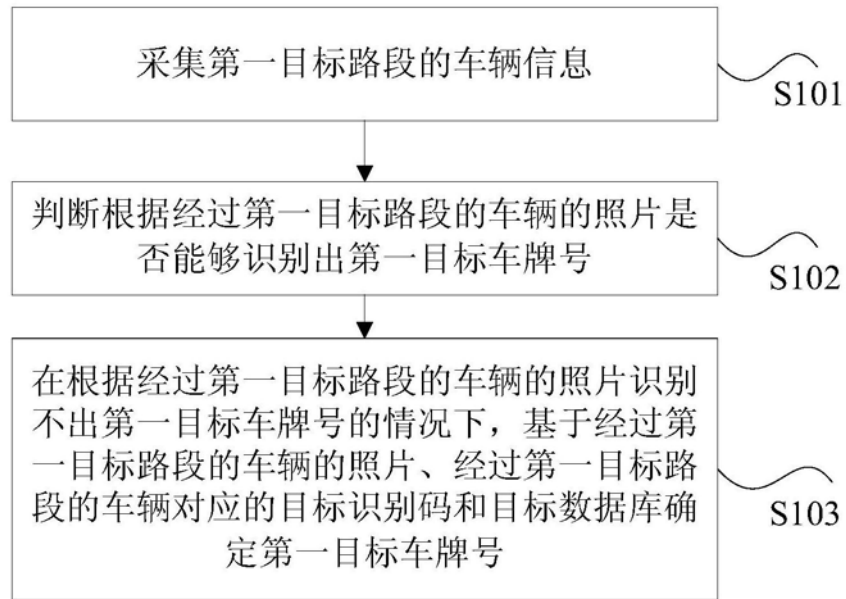 采集第一目标路段的车辆信息
S101
判断根据经过第一目标路段的车辆的照片是
否能够识别出第一目标车牌号
S102
在根据经过第一目标路段的车辆的照片识别
不出第一目标车牌号的情况下，基于经过第
一目标路段的车辆的照片、经过第一目标路
段的车辆对应的目标识别码和目标数据库确
定第一目标车牌号
S103